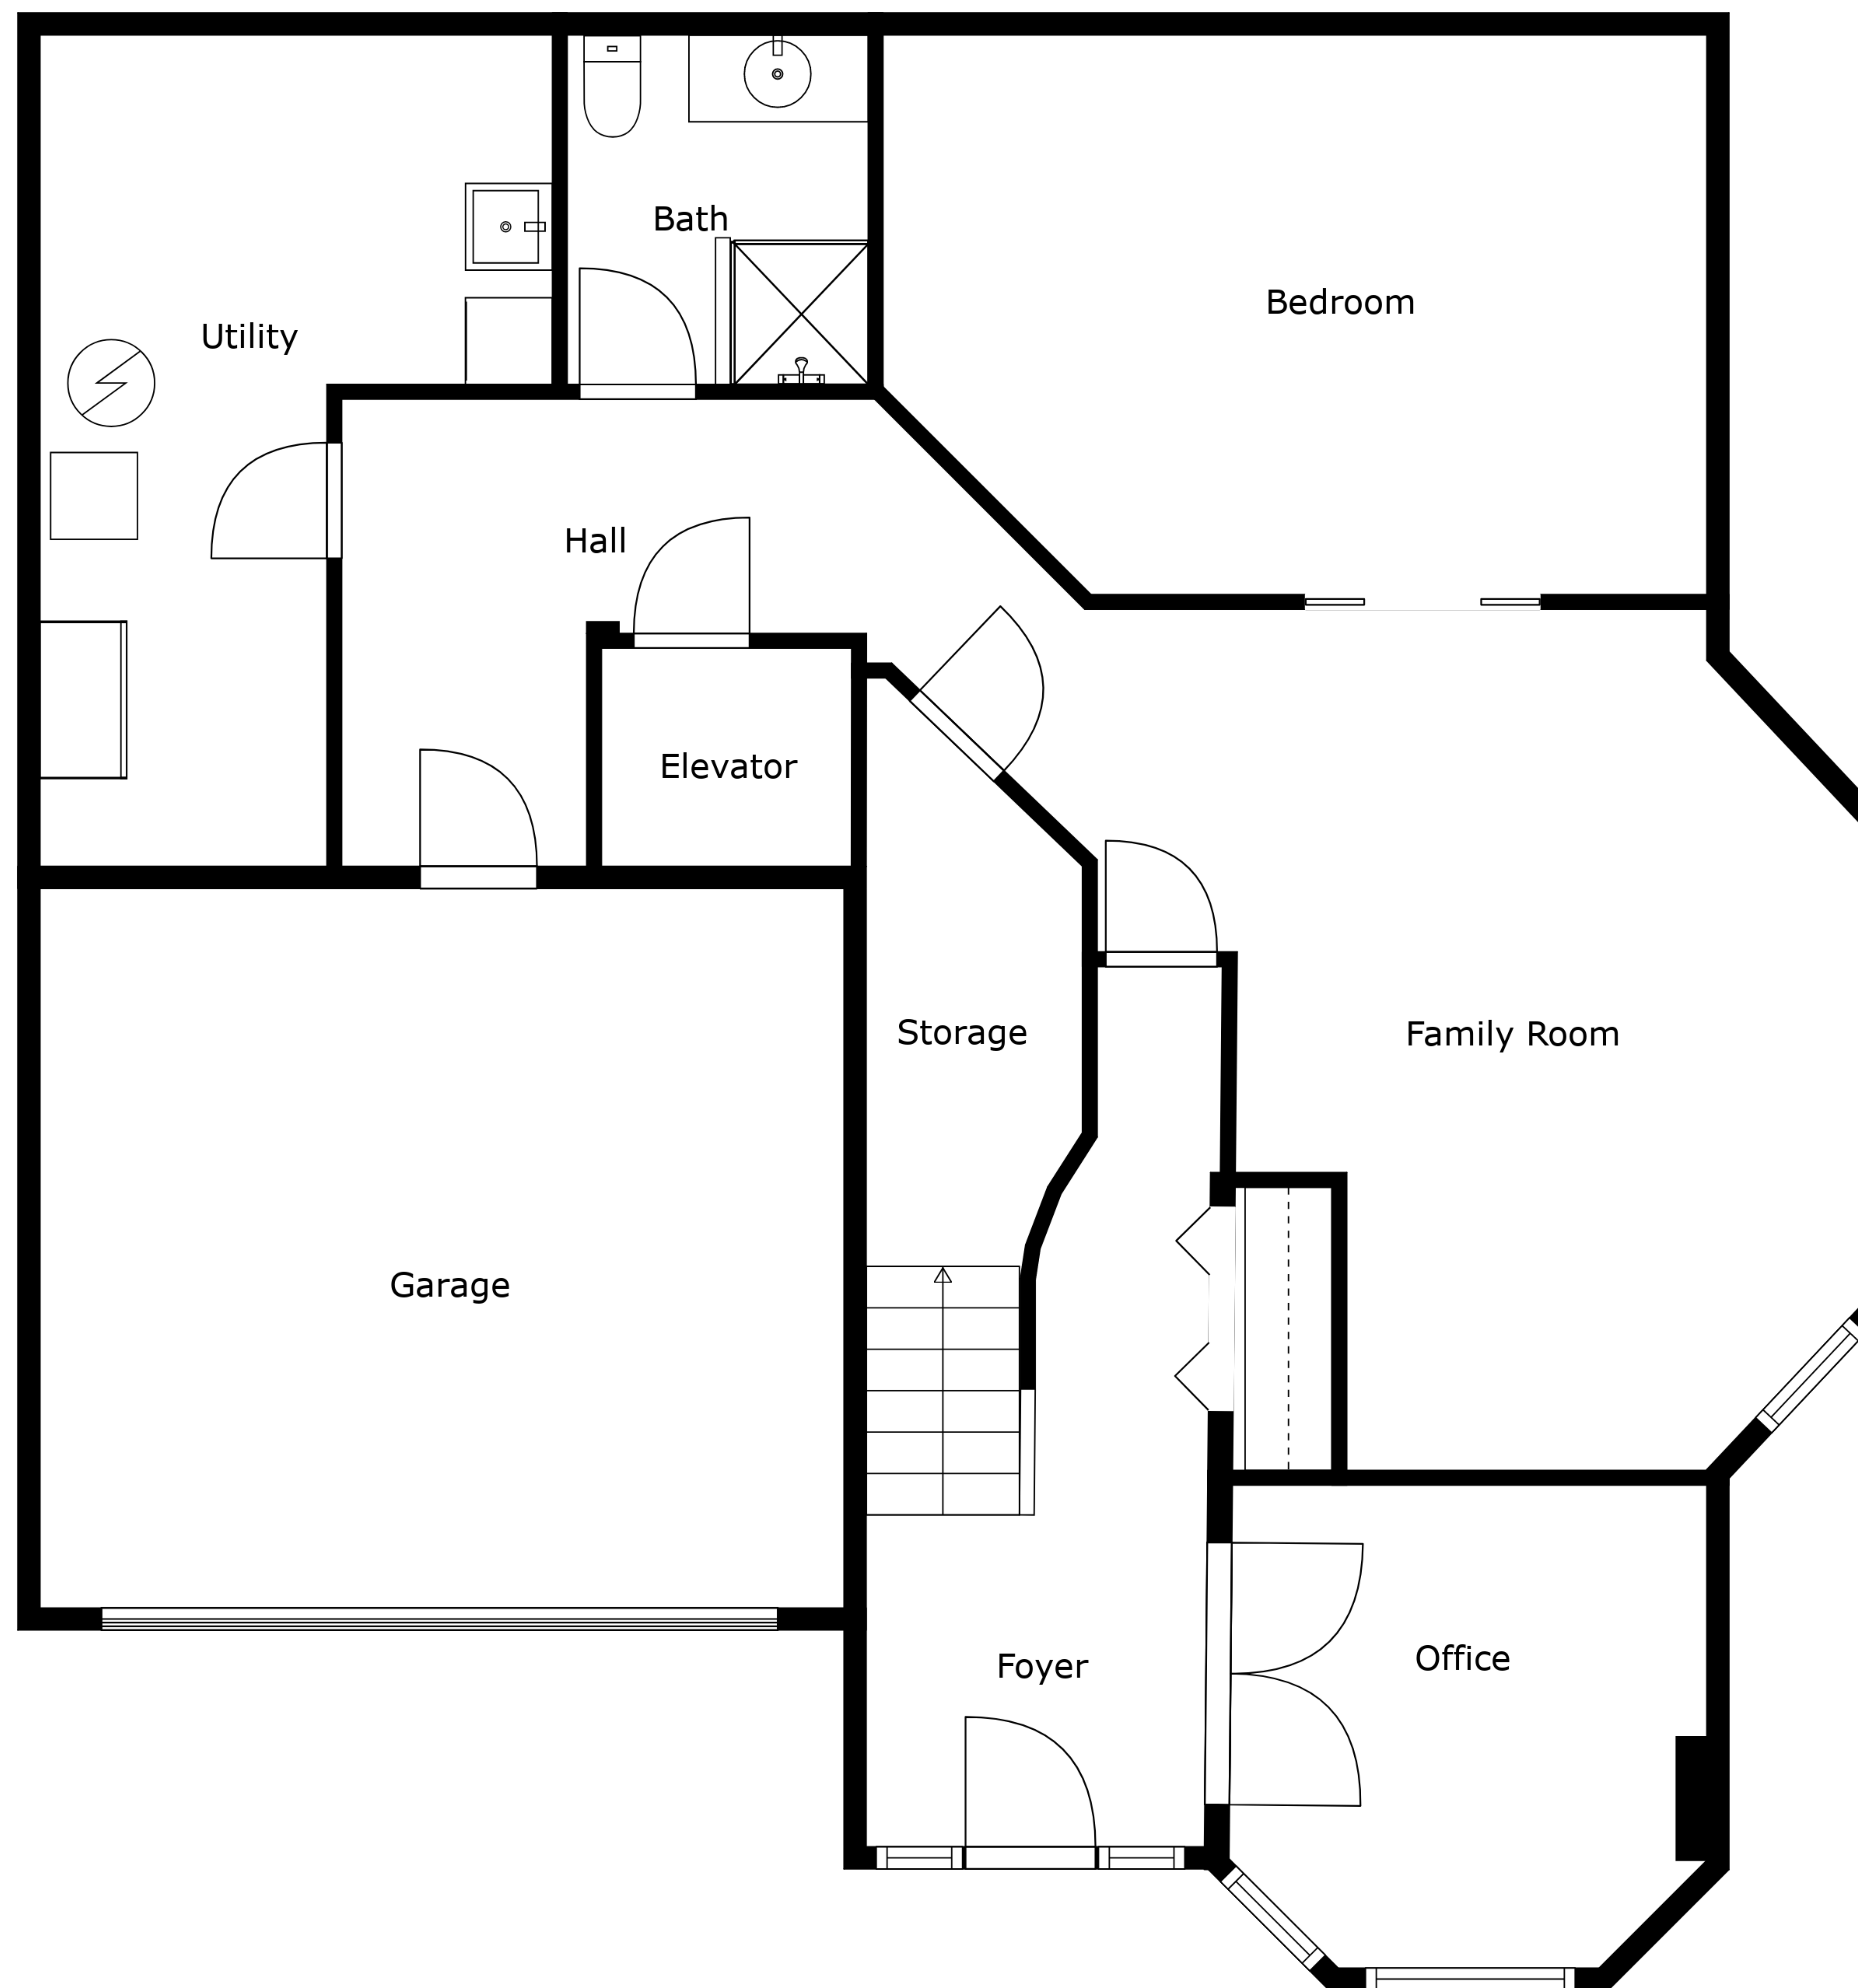 Bath
Bedroom
Utility
Hall
Elevator
Storage
Family Room
Garage
Foyer
Office